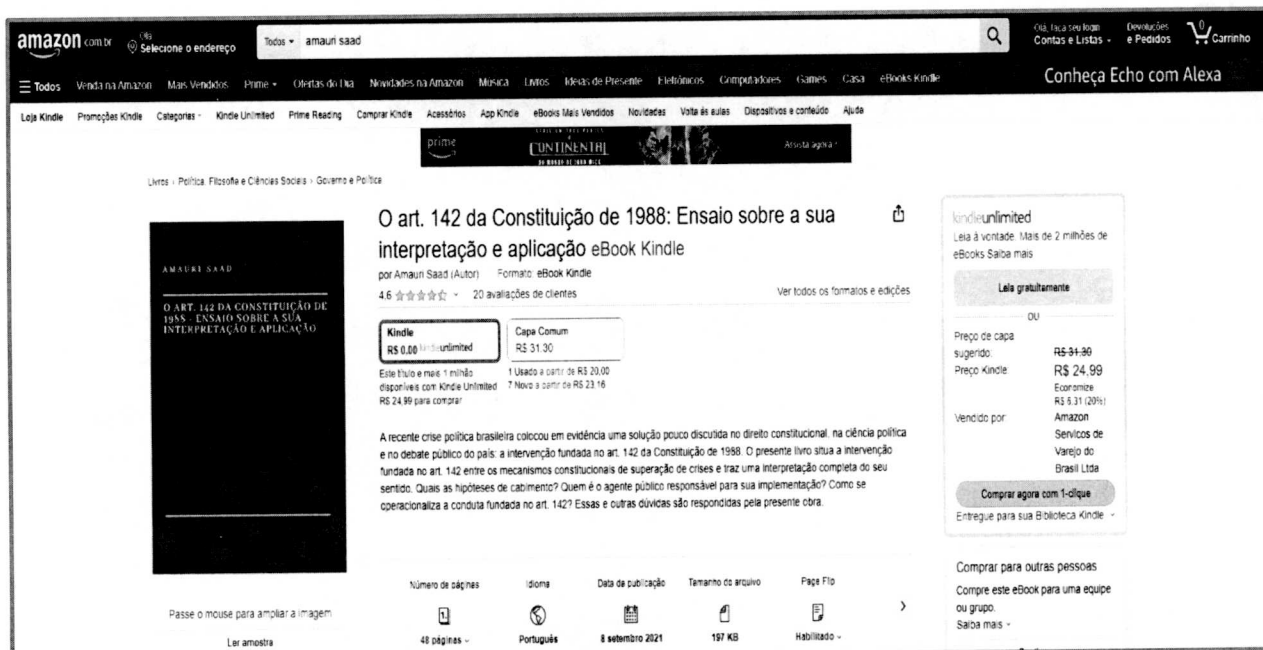 amazon.com.br
Olá
Selecione o endereço
Todos
amauri saad
Olá, faça seu login
Contas e Listas
Devoluções
e Pedidos
0
Carrinho
Todos
Venda na Amazon
Mais Vendidos
Prime
Ofertas do Dia
Novidades na Amazon
Música
Livros
Ideias de Presente
Eletrônicos
Computadores
Games
Casa
eBooks Kindle
Conheça Echo com Alexa
Loja Kindle
Promoções Kindle
Categorias
Kindle Unlimited
Prime Reading
Comprar Kindle
Acessórios
App Kindle
eBooks Mais Vendidos
Novidades
Volta às aulas
Dispositivos e conteúdo
Ajuda
prime
CONTINENTAL
DO MUNDO DE JOHN WICK
Assista agora
Livros › Política, Filosofia e Ciências Sociais › Governo e Política
AMAURI SAAD
O ART. 142 DA CONSTITUIÇÃO DE
1988 - ENSAIO SOBRE A SUA
INTERPRETAÇÃO E APLICAÇÃO
Passe o mouse para ampliar a imagem
Ler amostra
O art. 142 da Constituição de 1988: Ensaio sobre a sua
interpretação e aplicação eBook Kindle
por Amauri Saad (Autor) Formato: eBook Kindle
4,6
20 avaliações de clientes
Ver todos os formatos e edições
Kindle
R$ 0,00 kindleunlimited
Este título e mais 1 milhão
disponíveis com Kindle Unlimited
R$ 24,99 para comprar
Capa Comum
R$ 31,30
1 Usado a partir de R$ 20,00
7 Novo a partir de R$ 23,16
A recente crise política brasileira colocou em evidência uma solução pouco discutida no direito constitucional, na ciência política
e no debate público do país: a intervenção fundada no art. 142 da Constituição de 1988. O presente livro situa a intervenção
fundada no art. 142 entre os mecanismos constitucionais de superação de crises e traz uma interpretação completa do seu
sentido. Quais as hipóteses de cabimento? Quem é o agente público responsável para sua implementação? Como se
operacionaliza a conduta fundada no art. 142? Essas e outras dúvidas são respondidas pela presente obra.
Número de páginas
48 páginas
Idioma
Português
Data da publicação
8 setembro 2021
Tamanho do arquivo
197 KB
Page Flip
Habilitado
kindleunlimited
Leia à vontade. Mais de 2 milhões de
eBooks Saiba mais
Leia gratuitamente
OU
Preço de capa
sugerido: R$ 31,30
Preço Kindle: R$ 24,99
Economize
R$ 6,31 (20%)
Vendido por: Amazon
Servicos de
Varejo do
Brasil Ltda
Comprar agora com 1-clique
Entregue para sua Biblioteca Kindle
Comprar para outras pessoas
Compre este eBook para uma equipe
ou grupo.
Saiba mais